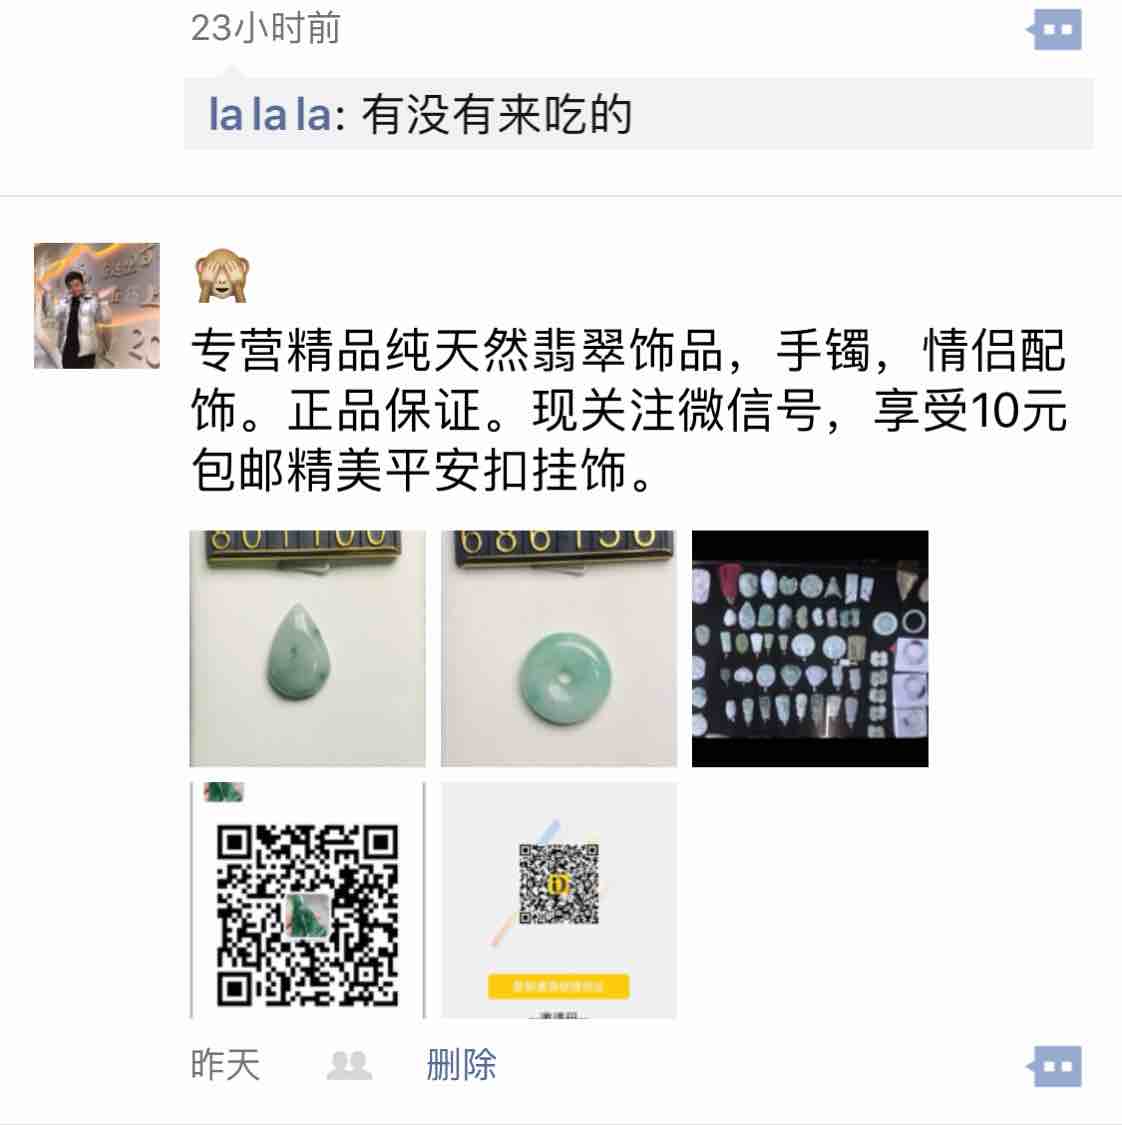 23小时前
la la la: 有没有来吃的
专营精品纯天然翡翠饰品，手镯，情侣配
饰。正品保证。现关注微信号，享受10元
包邮精美平安扣挂饰。
801100
686156
昨天
删除